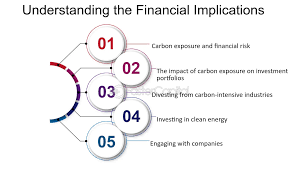 Understanding the Financial Implications
01
Carbon exposure and financial risk
02
The impact of carbon exposure on investment
portfolios
03
Divesting from carbon-intensive industries
04
Investing in clean energy
05
Engaging with companies